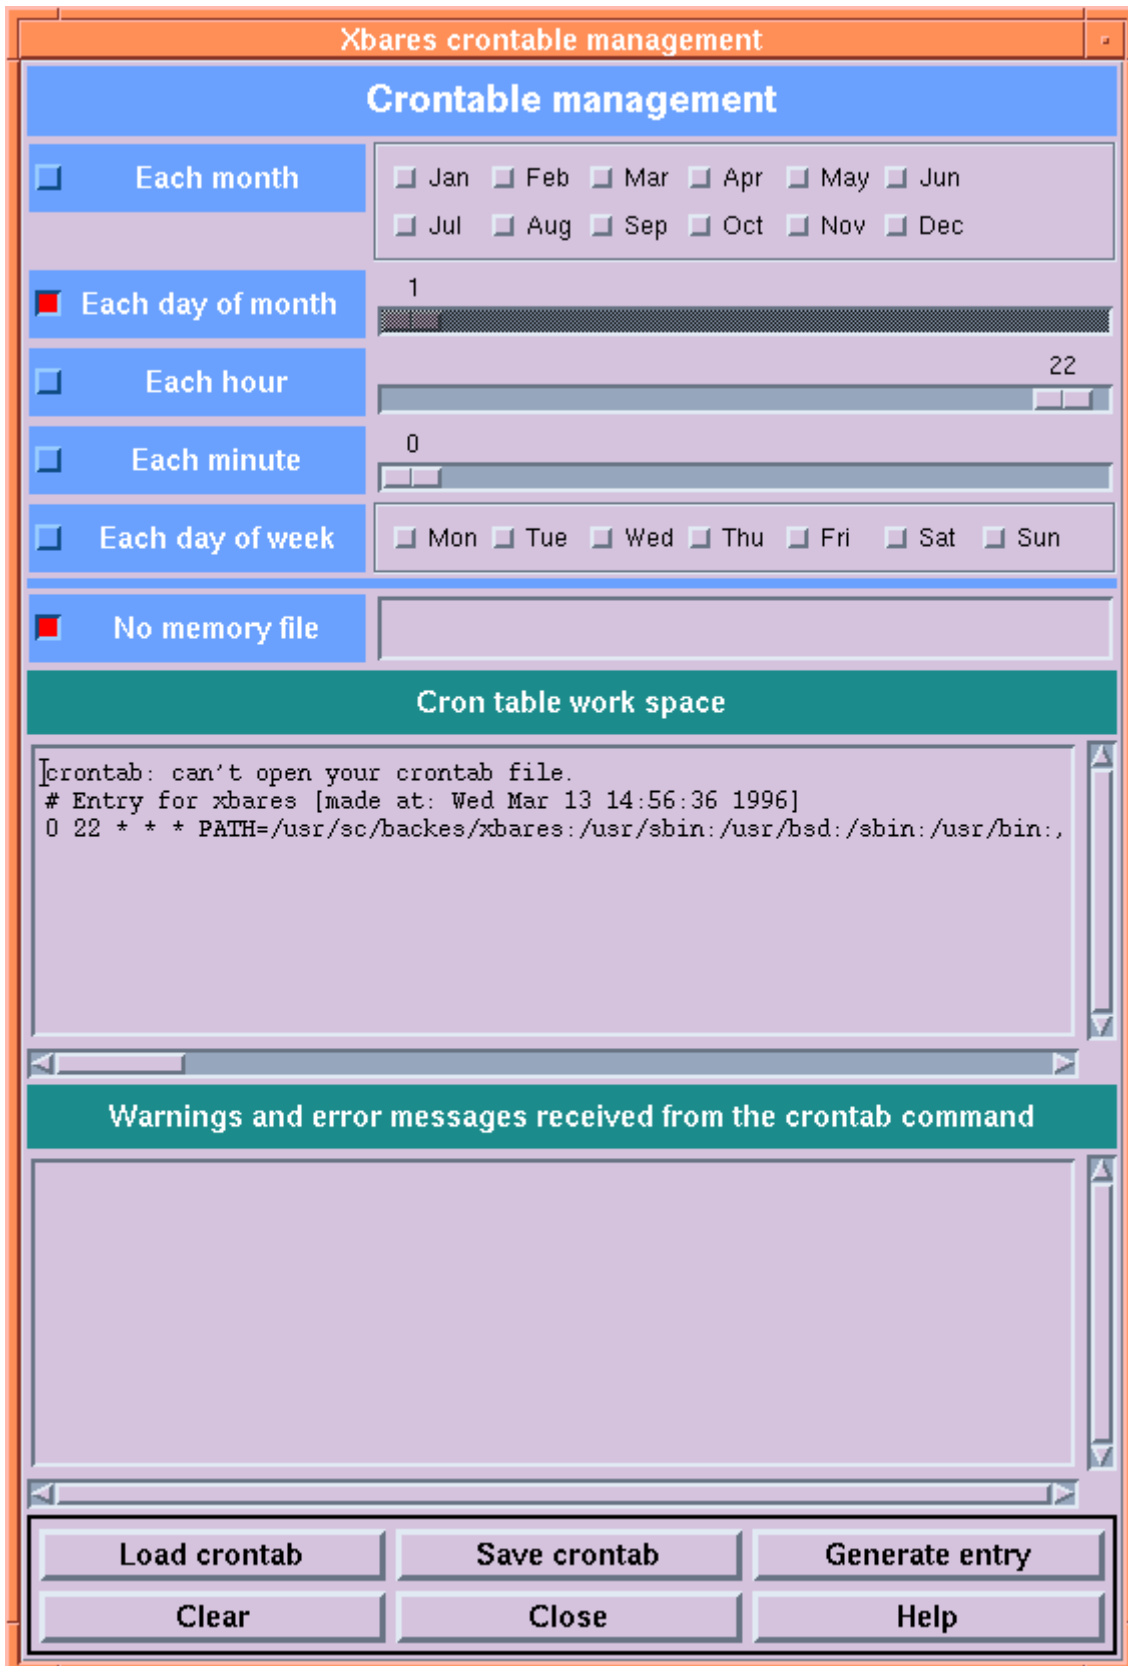 Xbares crontable management
Crontable management
Each month
Jan Feb Mar Apr May Jun
Jul Aug Sep Oct Nov Dec
Each day of month
1
Each hour
22
Each minute
0
Each day of week
Mon Tue Wed Thu Fri Sat Sun
No memory file
Cron table work space
crontab: can't open your crontab file.
# Entry for xbares [made at: Wed Mar 13 14:56:36 1996]
0 22 * * * PATH=/usr/sc/backes/xbares:/usr/sbin:/usr/bsd:/sbin:/usr/bin:
Warnings and error messages received from the crontab command
Load crontab Save crontab Generate entry
Clear Close Help